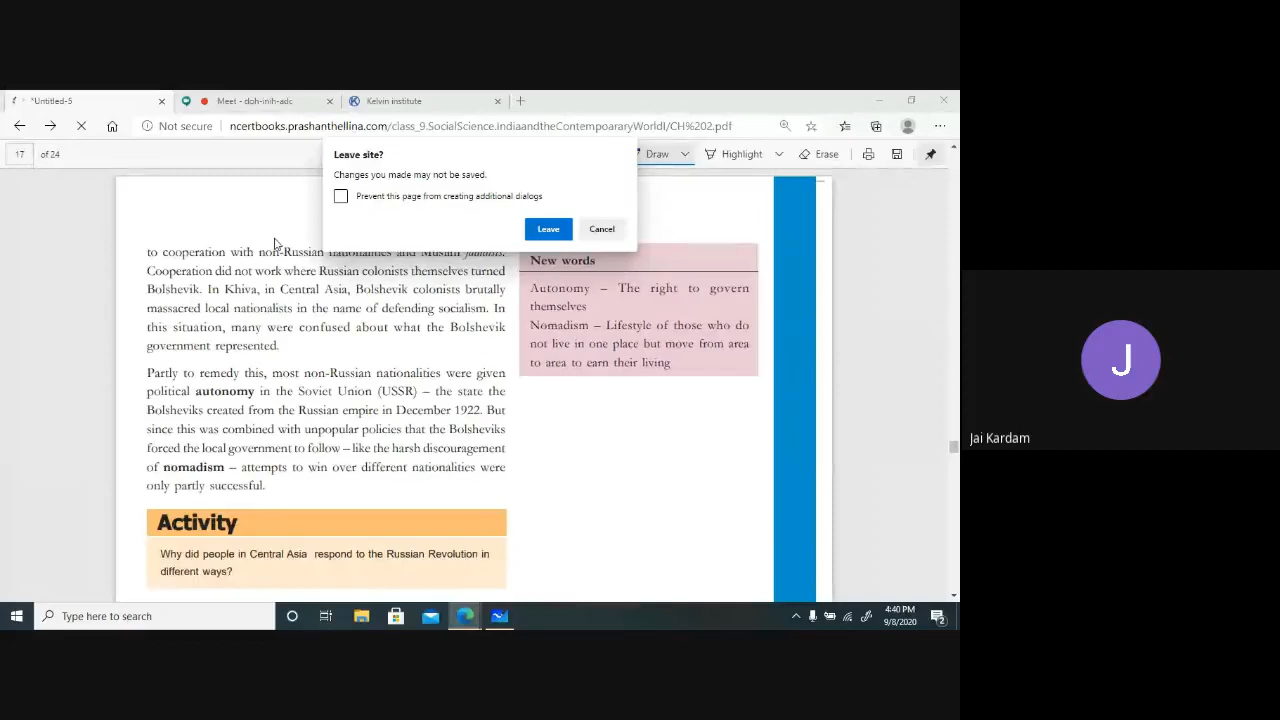 *Untitled-5
Meet - doh-inih-adc
Kelvin institute
Not secure
ncertbooks.prashanthellina.com/class_9.SocialScience.IndiaandtheContempoararyWorldI/CH%202.pdf
17 of 24
Draw
Highlight
Erase
Leave site?
Changes you made may not be saved.
Prevent this page from creating additional dialogs
Leave
Cancel
to cooperation with non-Russian nationalities and Muslim
Cooperation did not work where Russian colonists themselves turned
Bolshevik. In Khiva, in Central Asia, Bolshevik colonists brutally
massacred local nationalists in the name of defending socialism. In
this situation, many were confused about what the Bolshevik
government represented.
Partly to remedy this, most non-Russian nationalities were given
political autonomy in the Soviet Union (USSR) – the state the
Bolsheviks created from the Russian empire in December 1922. But
since this was combined with unpopular policies that the Bolsheviks
forced the local government to follow – like the harsh discouragement
of nomadism – attempts to win over different nationalities were
only partly successful.
New words
Autonomy – The right to govern
themselves
Nomadism – Lifestyle of those who do
not live in one place but move from area
to area to earn their living
Activity
Why did people in Central Asia respond to the Russian Revolution in
different ways?
J
Jai Kardam
Type here to search
4:40 PM
9/8/2020
2